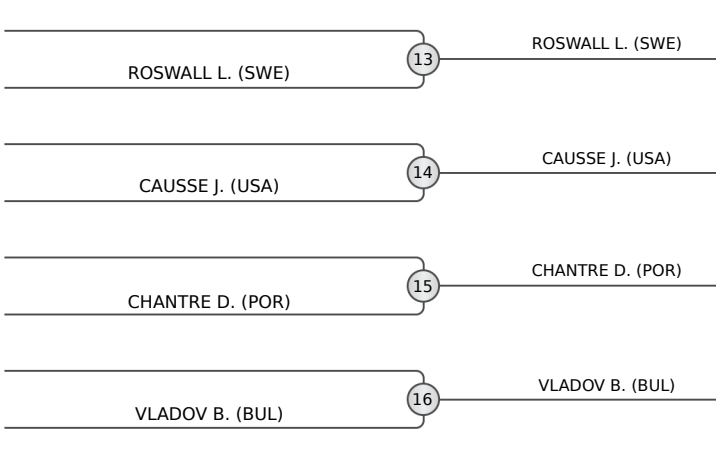 ROSWALL L. (SWE)
13
ROSWALL L. (SWE)
CAUSSE J. (USA)
14
CAUSSE J. (USA)
CHANTRE D. (POR)
15
CHANTRE D. (POR)
VLADOV B. (BUL)
16
VLADOV B. (BUL)